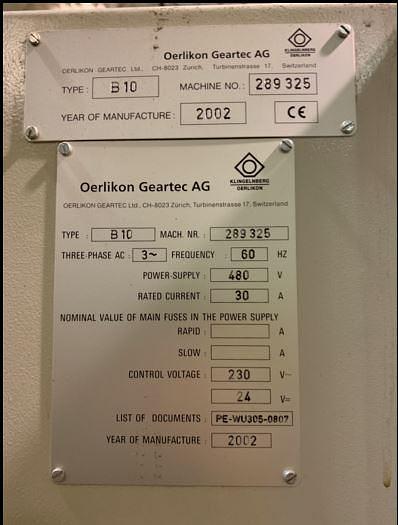 Oerlikon Geartec AG
KLINGELNBERG
OERLIKON
OERLIKON GEARTEC Ltd., CH-8023 Zürich, Turbinenstrasse 17, Switzerland
TYPE : B 10 MACHINE NO.: 289 325
YEAR OF MANUFACTURE : 2002 CE
KLINGELNBERG
OERLIKON
Oerlikon Geartec AG
OERLIKON GEARTEC Ltd., CH-8023 Zürich, Turbinenstrasse 17, Switzerland
TYPE : B 10 MACH. NR. : 289 325
THREE-PHASE AC : 3~ FREQUENCY : 60 HZ
POWER-SUPPLY : 480 V
RATED CURRENT : 30 A
NOMINAL VALUE OF MAIN FUSES IN THE POWER SUPPLY
RAPID : A
SLOW : A
CONTROL VOLTAGE : 230 V~
24 V=
LIST OF DOCUMENTS : PE-WU305-0807
YEAR OF MANUFACTURE : 2002